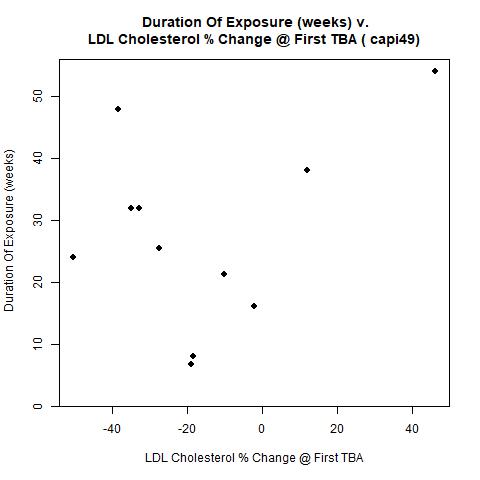 Duration Of Exposure (weeks) v.
LDL Cholesterol % Change @ First TBA ( capi49)
Duration Of Exposure (weeks)
50
40
30
20
10
0
-40 -20 0 20 40
LDL Cholesterol % Change @ First TBA